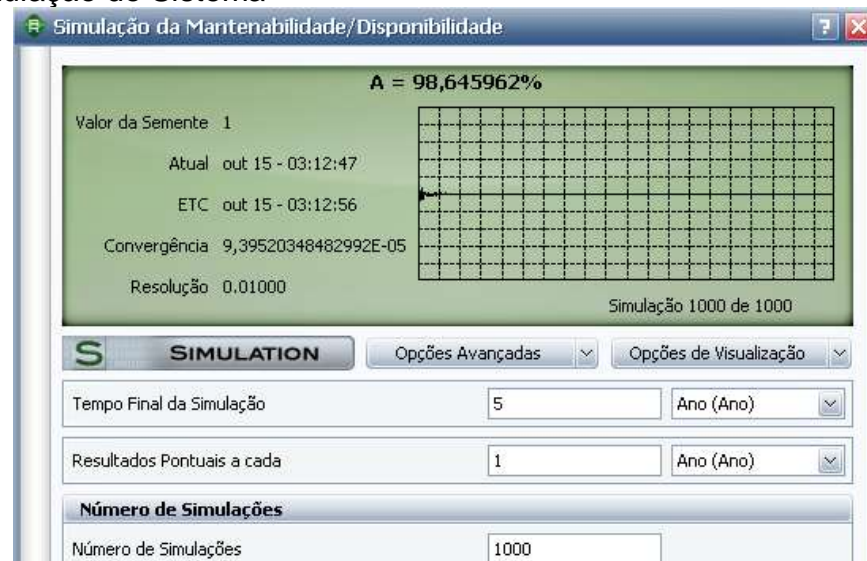 Simulação da Mantenabilidade/Disponibilidade
A = 98,645962%
Valor da Semente 1
Atual out 15 - 03:12:47
ETC out 15 - 03:12:56
Convergência 9,39520348482992E-05
Resolução 0.01000
Simulação 1000 de 1000
S SIMULATION Opções Avançadas Opções de Visualização
Tempo Final da Simulação 5 Ano (Ano)
Resultados Pontuais a cada 1 Ano (Ano)
Número de Simulações
Número de Simulações 1000